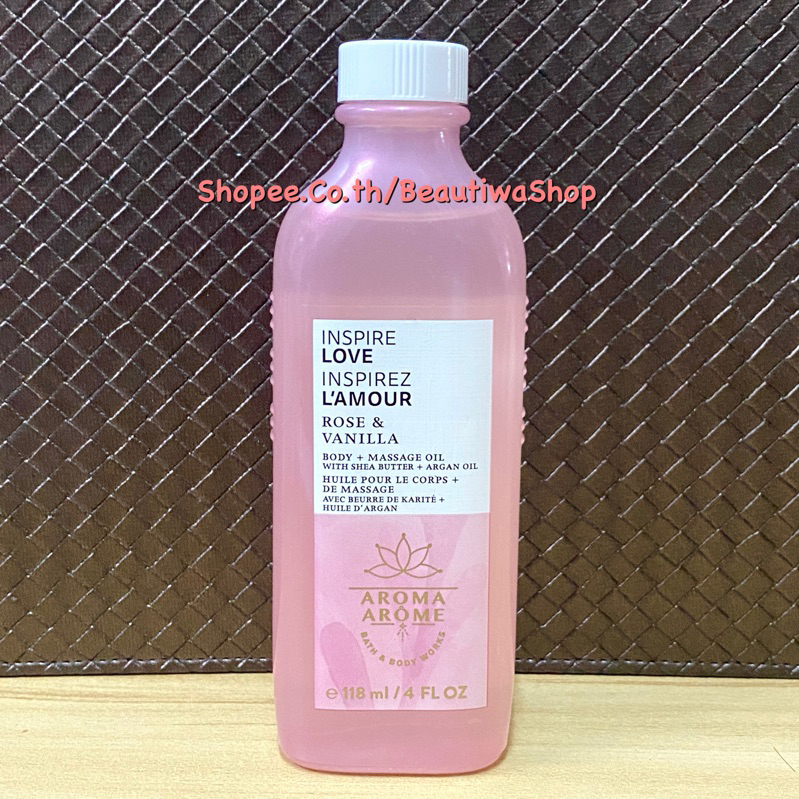 Shopee.Co.th/BeautiwaShop
INSPIRE
LOVE
INSPIREZ
L'AMOUR
ROSE &
VANILLA
BODY + MASSAGE OIL
WITH SHEA BUTTER + ARGAN OIL
HUILE POUR LE CORPS +
DE MASSAGE
AVEC BEURRE DE KARITÉ +
HUILE D'ARGAN
AROMA
ARÔME
BATH & BODY WORKS
℮ 118 ml / 4 FL OZ